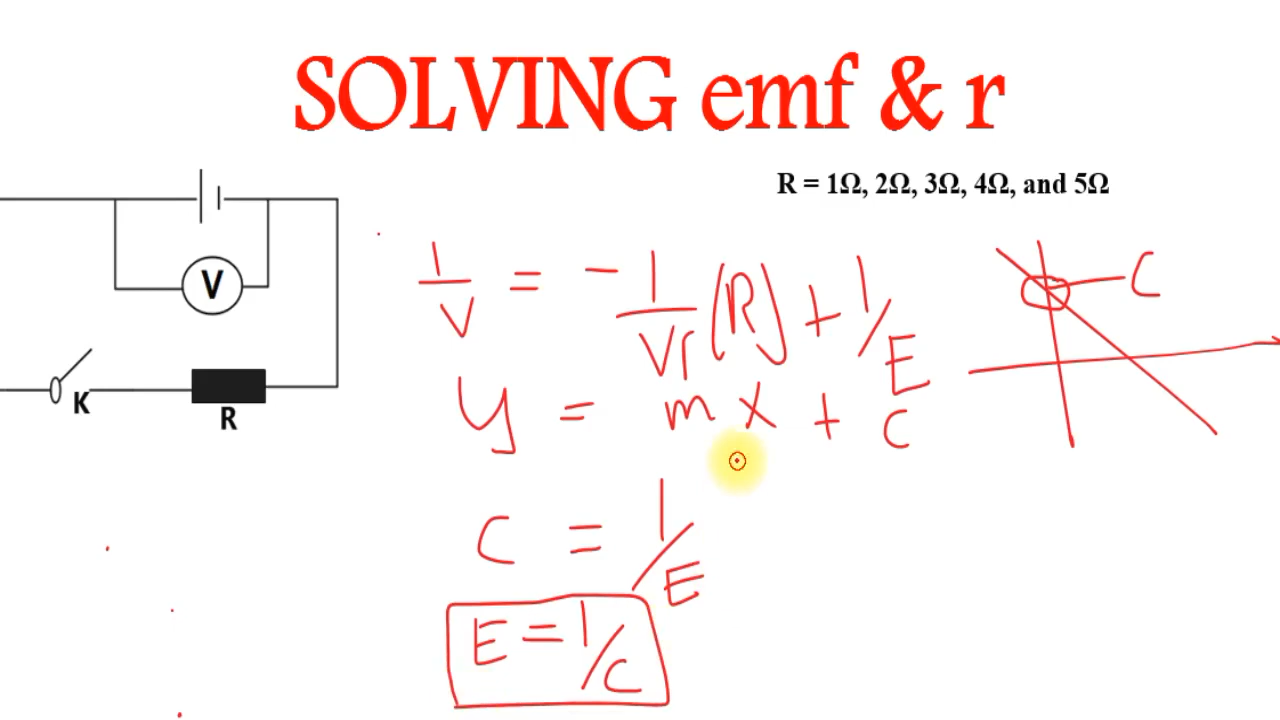 SOLVING emf & r
R = 1Ω, 2Ω, 3Ω, 4Ω, and 5Ω
V
K
R
1/V = -1/Vr (R) + 1/E
y = m x + c
C
C = 1/E
E = 1/C